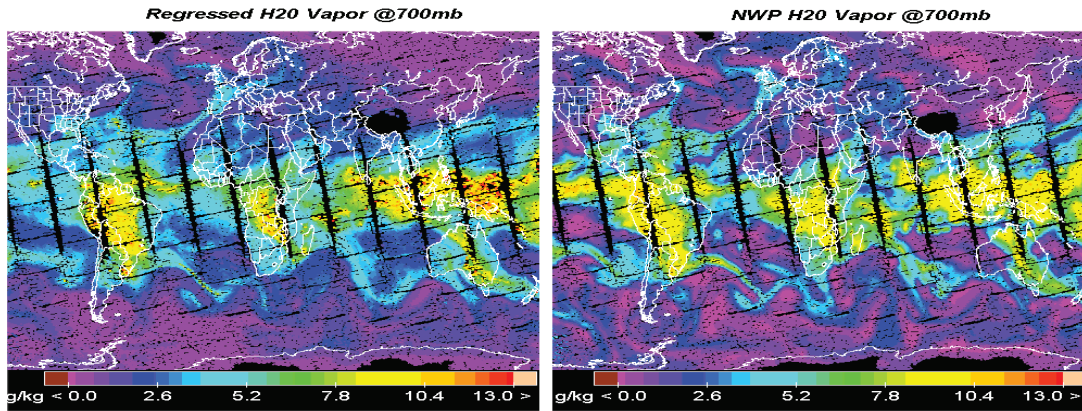 Regressed H20 Vapor @700mb
g/kg < 0.0 2.6 5.2 7.8 10.4 13.0 >
NWP H20 Vapor @700mb
g/kg < 0.0 2.6 5.2 7.8 10.4 13.0 >